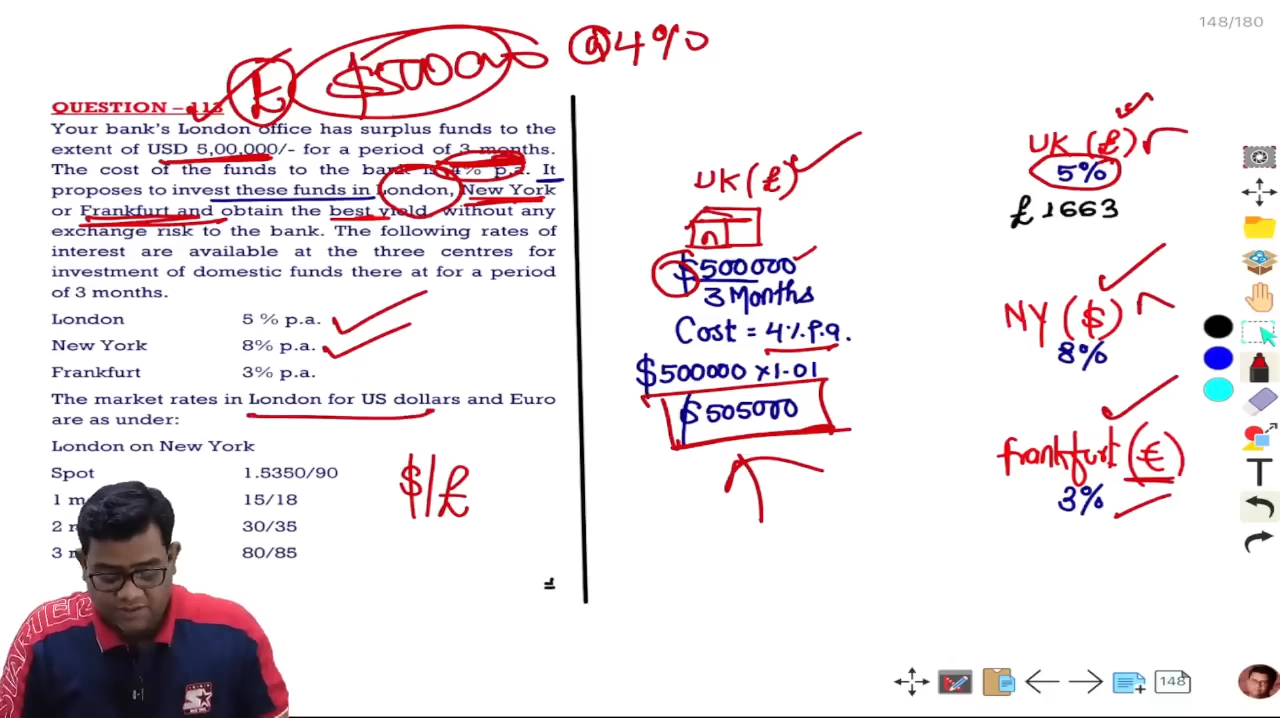 148/180
£ $500000 @4%
QUESTION – 113
Your bank's London office has surplus funds to the
extent of USD 5,00,000/- for a period of 3 months.
The cost of the funds to the bank is 4% p.a. It
proposes to invest these funds in London, New York
or Frankfurt and obtain the best yield, without any
exchange risk to the bank. The following rates of
interest are available at the three centres for
investment of domestic funds there at for a period
of 3 months.
London 5 % p.a.
New York 8% p.a.
Frankfurt 3% p.a.
The market rates in London for US dollars and Euro
are as under:
London on New York
Spot 1.5350/90
1 m 15/18
2 30/35
3 m 80/85
$/£
UK (£)
$500000
3 Months
Cost = 4%.P.a.
$500000 x1.01
$505000
UK (£)
5%
£1663
NY ($)
8%
frankfurt (€)
3%
T
148